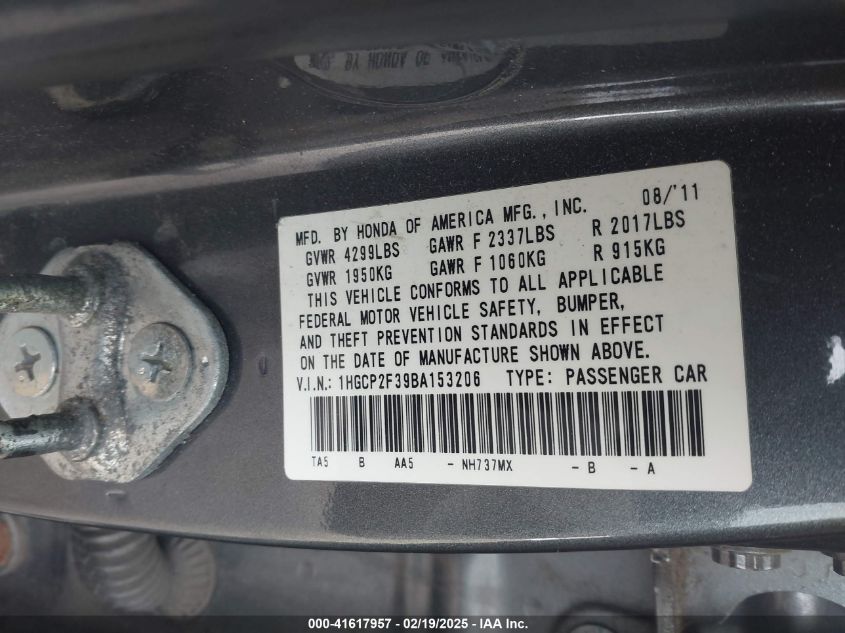 08/'11
MFD. BY HONDA OF AMERICA MFG., INC.
GVWR 4299LBS GAWR F 2337LBS R 2017LBS
GVWR 1950KG GAWR F 1060KG R 915KG
THIS VEHICLE CONFORMS TO ALL APPLICABLE
FEDERAL MOTOR VEHICLE SAFETY, BUMPER,
AND THEFT PREVENTION STANDARDS IN EFFECT
ON THE DATE OF MANUFACTURE SHOWN ABOVE.
V.I.N.: 1HGCP2F39BA153206 TYPE: PASSENGER CAR
TA5 B AA5 - NH737MX - B - A
000-41617957 / 02/19/2025 / IAA Inc.